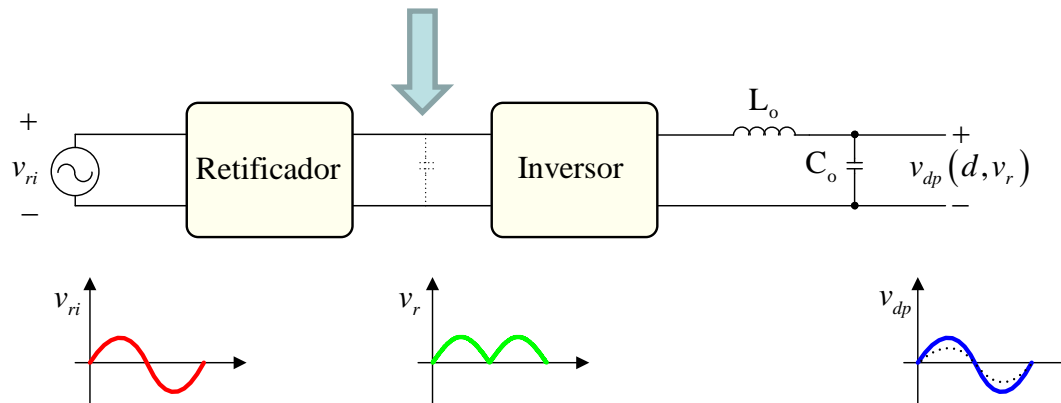 +
v_ri
−
Retificador
Inversor
L_o
C_o
+
v_dp(d, v_r)
−
v_ri
v_r
v_dp